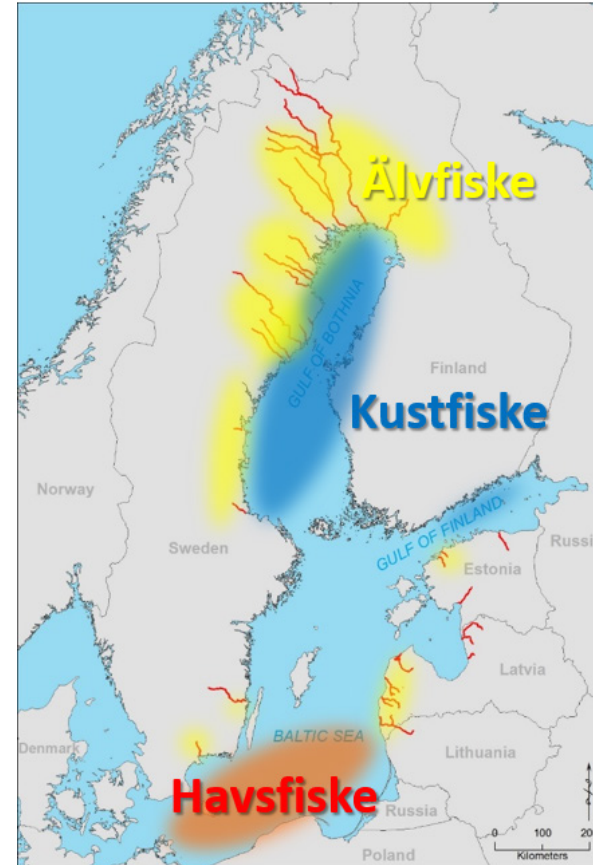 Älvfiske
GULF OF BOTHNIA
Finland
Kustfiske
Norway
GULF OF FINLAND
Sweden
Russi
Estonia
Latvia
BALTIC SEA
Denmark
Lithuania
Havsfiske
Russia
Poland
0 100 20
Kilometers